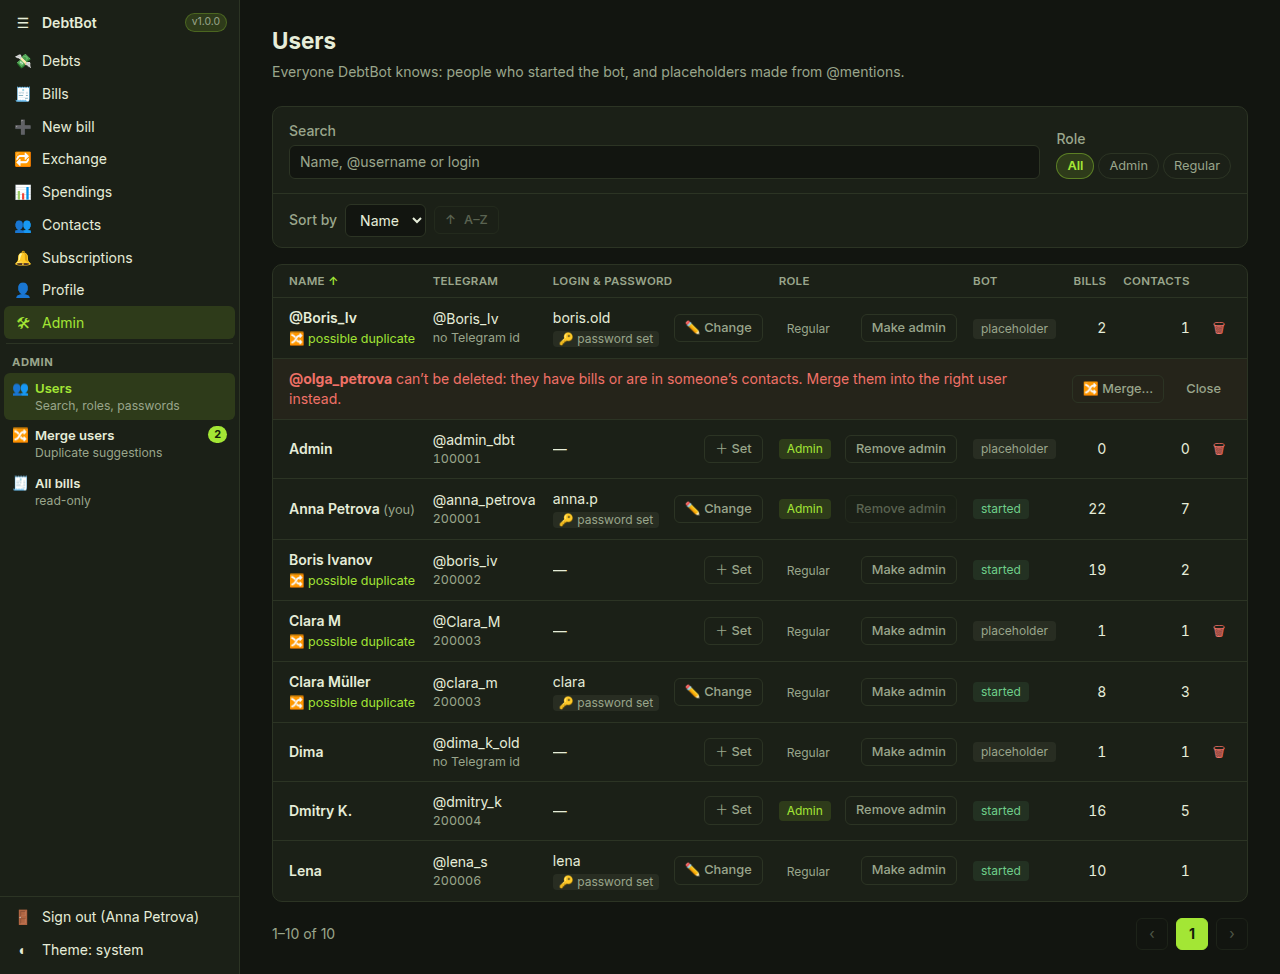 DebtBot
v1.0.0
Debts
Bills
New bill
Exchange
Spendings
Contacts
Subscriptions
Profile
Admin
ADMIN
Users
Search, roles, passwords
Merge users
2
Duplicate suggestions
All bills
read-only
Sign out (Anna Petrova)
Theme: system
Users
Everyone DebtBot knows: people who started the bot, and placeholders made from @mentions.
Search
Name, @username or login
Role
All Admin Regular
Sort by Name ↑ A–Z
NAME ↑ TELEGRAM LOGIN & PASSWORD ROLE BOT BILLS CONTACTS
@Boris_Iv @Boris_Iv boris.old Change Regular Make admin placeholder 2 1
possible duplicate no Telegram id password set
@olga_petrova can’t be deleted: they have bills or are in someone’s contacts. Merge them into the right user
instead.
Merge… Close
Admin @admin_dbt — + Set Admin Remove admin placeholder 0 0
100001
Anna Petrova (you) @anna_petrova anna.p Change Admin Remove admin started 22 7
200001 password set
Boris Ivanov @boris_iv — + Set Regular Make admin started 19 2
possible duplicate 200002
Clara M @Clara_M — + Set Regular Make admin placeholder 1 1
possible duplicate 200003
Clara Müller @clara_m clara Change Regular Make admin started 8 3
possible duplicate 200003 password set
Dima @dima_k_old — + Set Regular Make admin placeholder 1 1
no Telegram id
Dmitry K. @dmitry_k — + Set Admin Remove admin started 16 5
200004
Lena @lena_s lena Change Regular Make admin started 10 1
200006 password set
1–10 of 10
‹ 1 ›